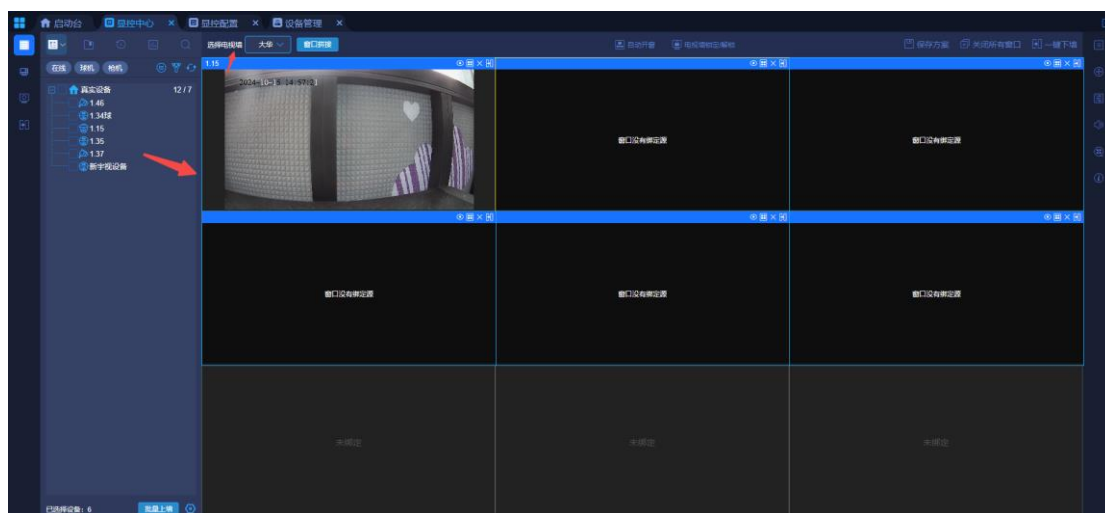 启动台 显控中心 × 显控配置 × 设备管理 ×
选择电视墙 大华 窗口拼接 自动开窗 电视墙绑定/解绑 保存方案 关闭所有窗口 一键下墙
在线 球机 枪机
1.15
真实设备 12 / 7
1.46
1.34球
1.15
1.35
1.37
新宇视设备
窗口没有绑定源 窗口没有绑定源
窗口没有绑定源 窗口没有绑定源 窗口没有绑定源
未绑定 未绑定 未绑定
已选择设备: 6 批量上墙